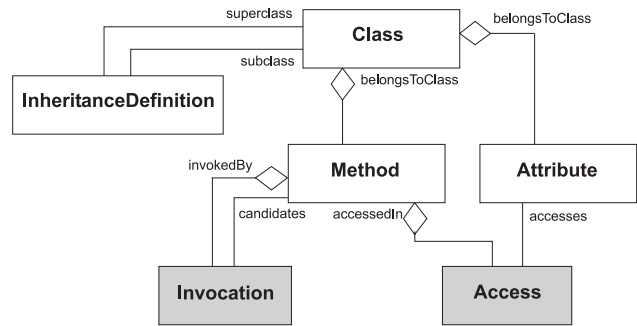 superclass
Class
belongsToClass
subclass
belongsToClass
InheritanceDefinition
invokedBy
Method
Attribute
candidates
accessedIn
accesses
Invocation
Access